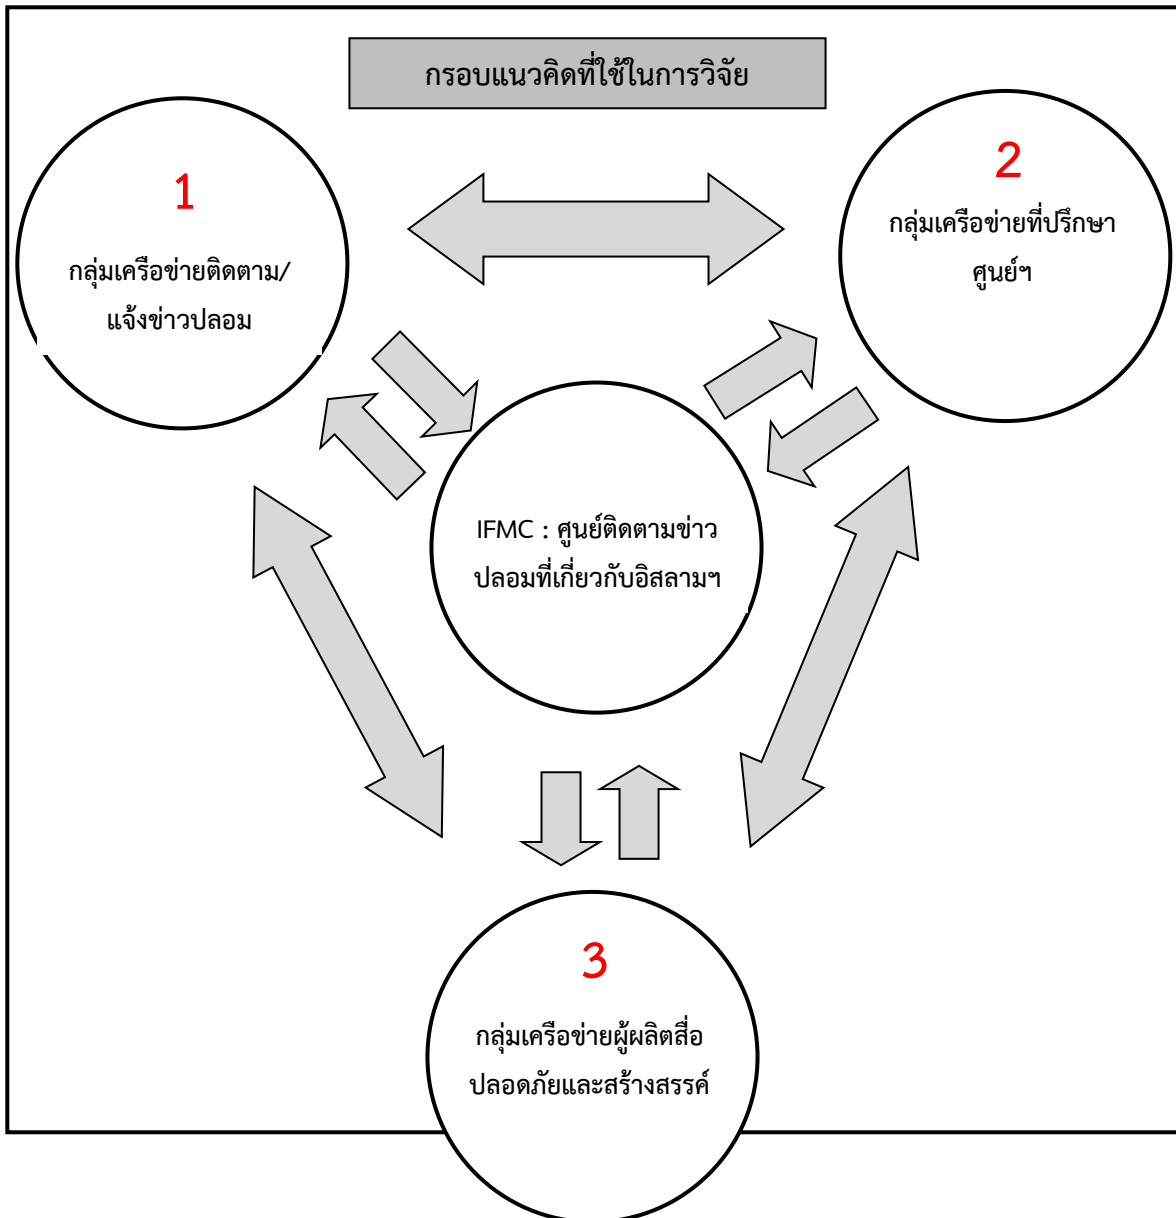 กรอบแนวคิดที่ใช้ในการวิจัย
1
กลุ่มเครือข่ายติดตาม/
แจ้งข่าวปลอม
2
กลุ่มเครือข่ายที่ปรึกษา
ศูนย์ฯ
IFMC : ศูนย์ติดตามข่าว
ปลอมที่เกี่ยวกับอิสลามฯ
3
กลุ่มเครือข่ายผู้ผลิตสื่อ
ปลอดภัยและสร้างสรรค์